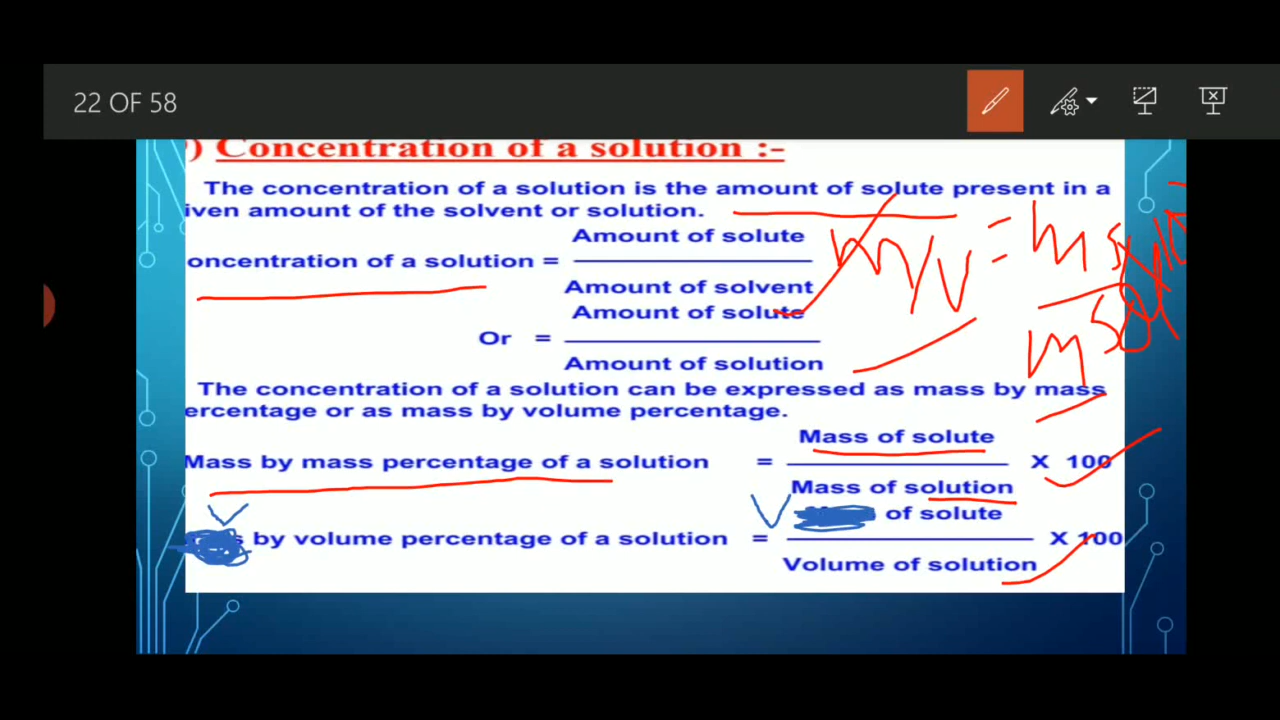 22 OF 58
) Concentration of a solution :-
The concentration of a solution is the amount of solute present in a
iven amount of the solvent or solution.
Amount of solute
oncentration of a solution =
Amount of solvent
Amount of solute
Or =
Amount of solution
The concentration of a solution can be expressed as mass by mass
ercentage or as mass by volume percentage.
Mass of solute
Mass by mass percentage of a solution = X 100
Mass of solution
V V of solute
by volume percentage of a solution = X 100
Volume of solution